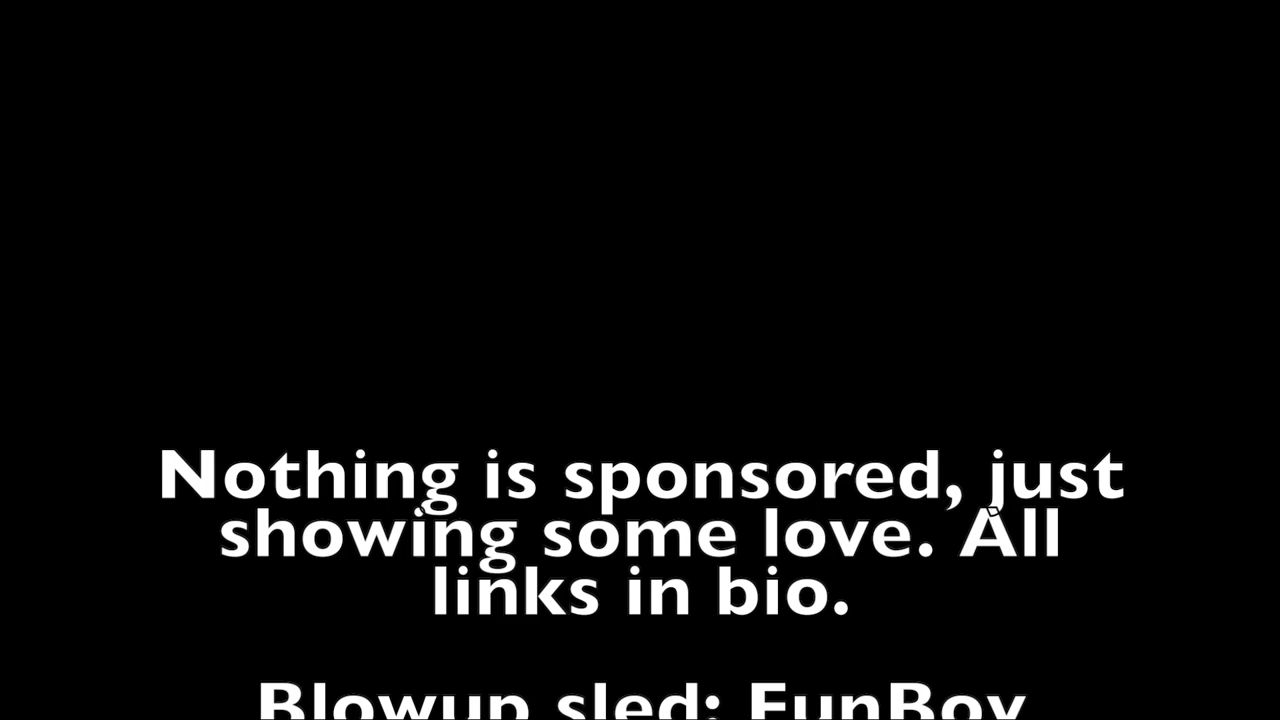 Nothing is sponsored, just
showing some love. All
links in bio.
Blowup sled: FunBoy